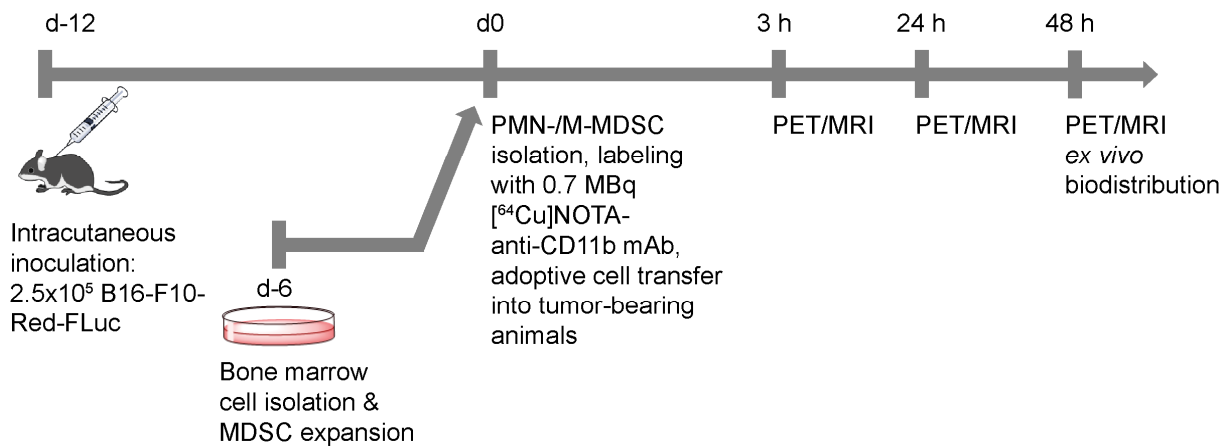 d-12
d0
3 h
24 h
48 h
Intracutaneous
inoculation:
2.5x10⁵ B16-F10-
Red-FLuc
d-6
Bone marrow
cell isolation &
MDSC expansion
PMN-/M-MDSC
isolation, labeling
with 0.7 MBq
[⁶⁴Cu]NOTA-
anti-CD11b mAb,
adoptive cell transfer
into tumor-bearing
animals
PET/MRI
PET/MRI
PET/MRI
ex vivo
biodistribution